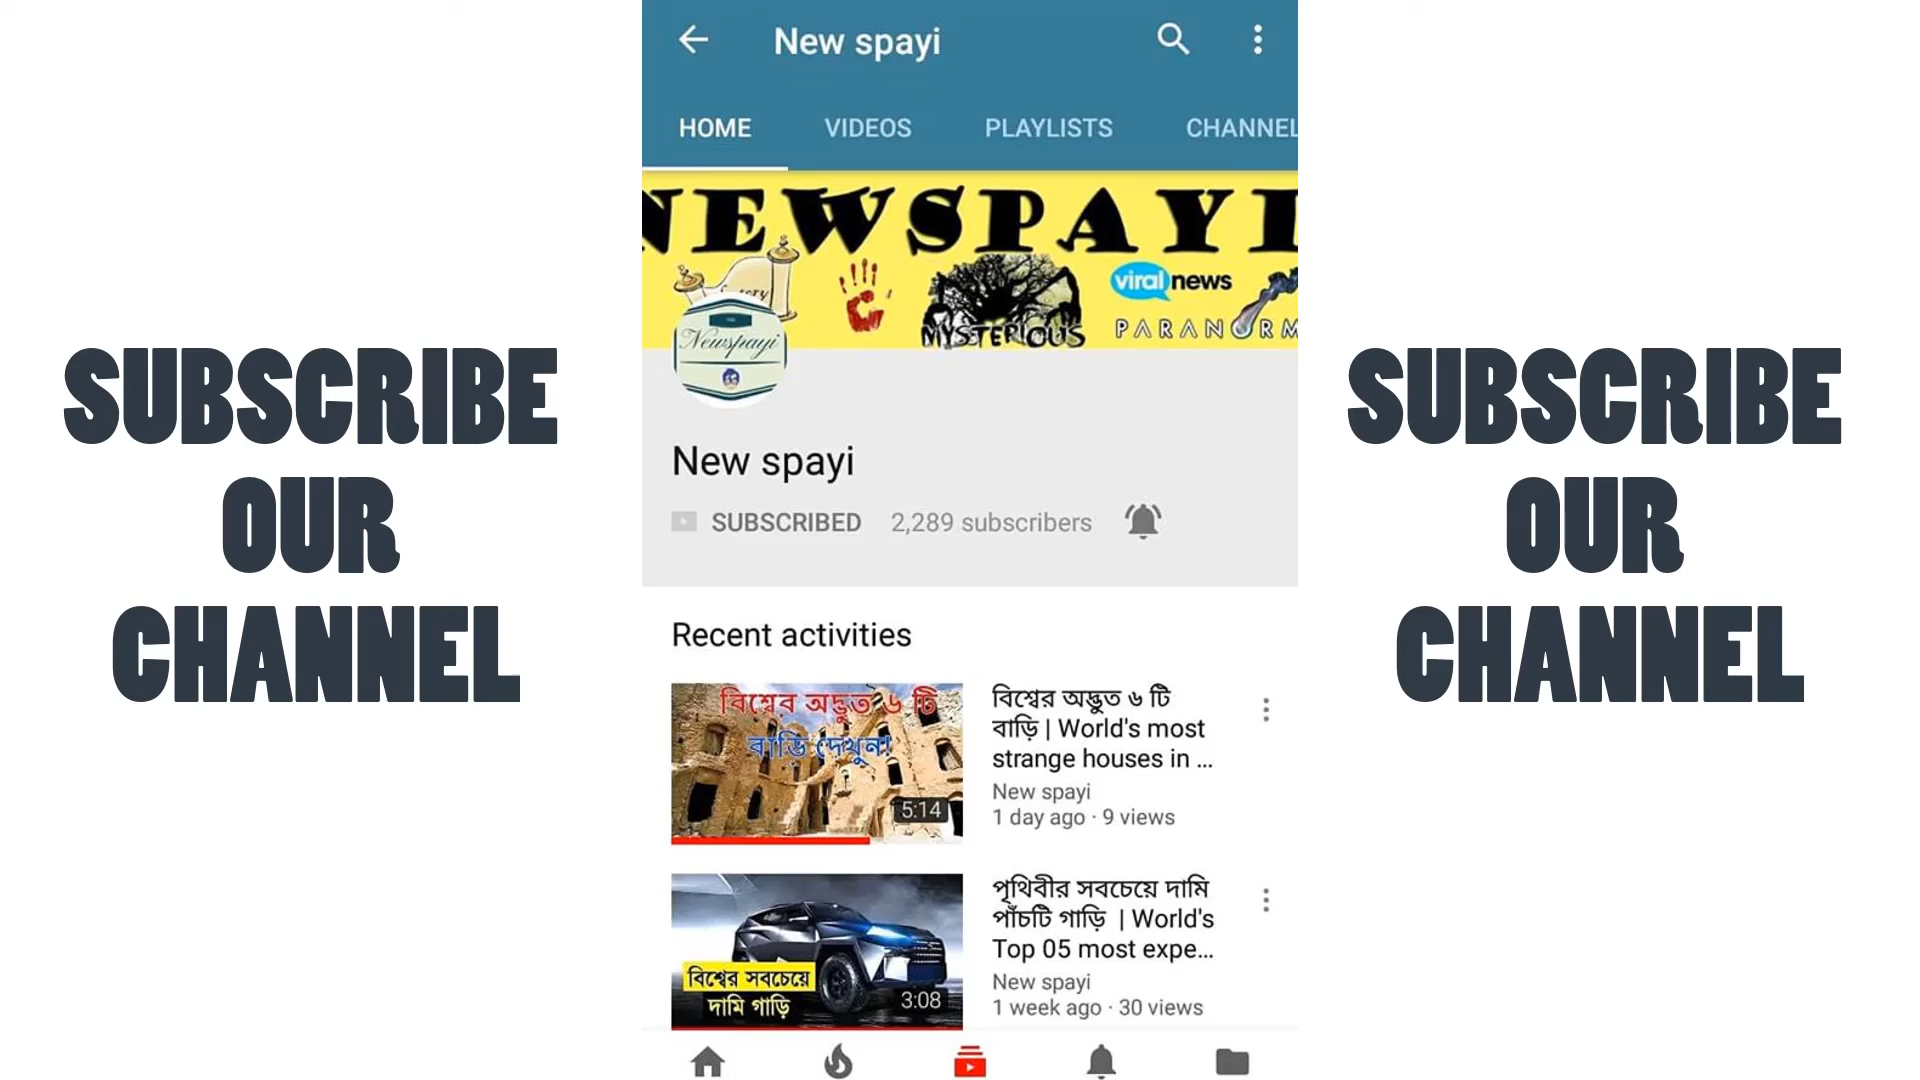 New spayi
HOME VIDEOS PLAYLISTS CHANNEL
NEWSPAYI
viral news
MYSTERIOUS
PARANORM
Newspayi
SUBSCRIBE
OUR
CHANNEL
New spayi
SUBSCRIBED 2,289 subscribers
Recent activities
বিশ্বের অদ্ভুত ৬ টি
বাড়ি দেখুন!
5:14
বিশ্বের অদ্ভুত ৬ টি
বাড়ি | World's most
strange houses in ...
New spayi
1 day ago · 9 views
বিশ্বের সবচেয়ে
দামি গাড়ি
3:08
পৃথিবীর সবচেয়ে দামি
পাঁচটি গাড়ি | World's
Top 05 most expe...
New spayi
1 week ago · 30 views
SUBSCRIBE
OUR
CHANNEL